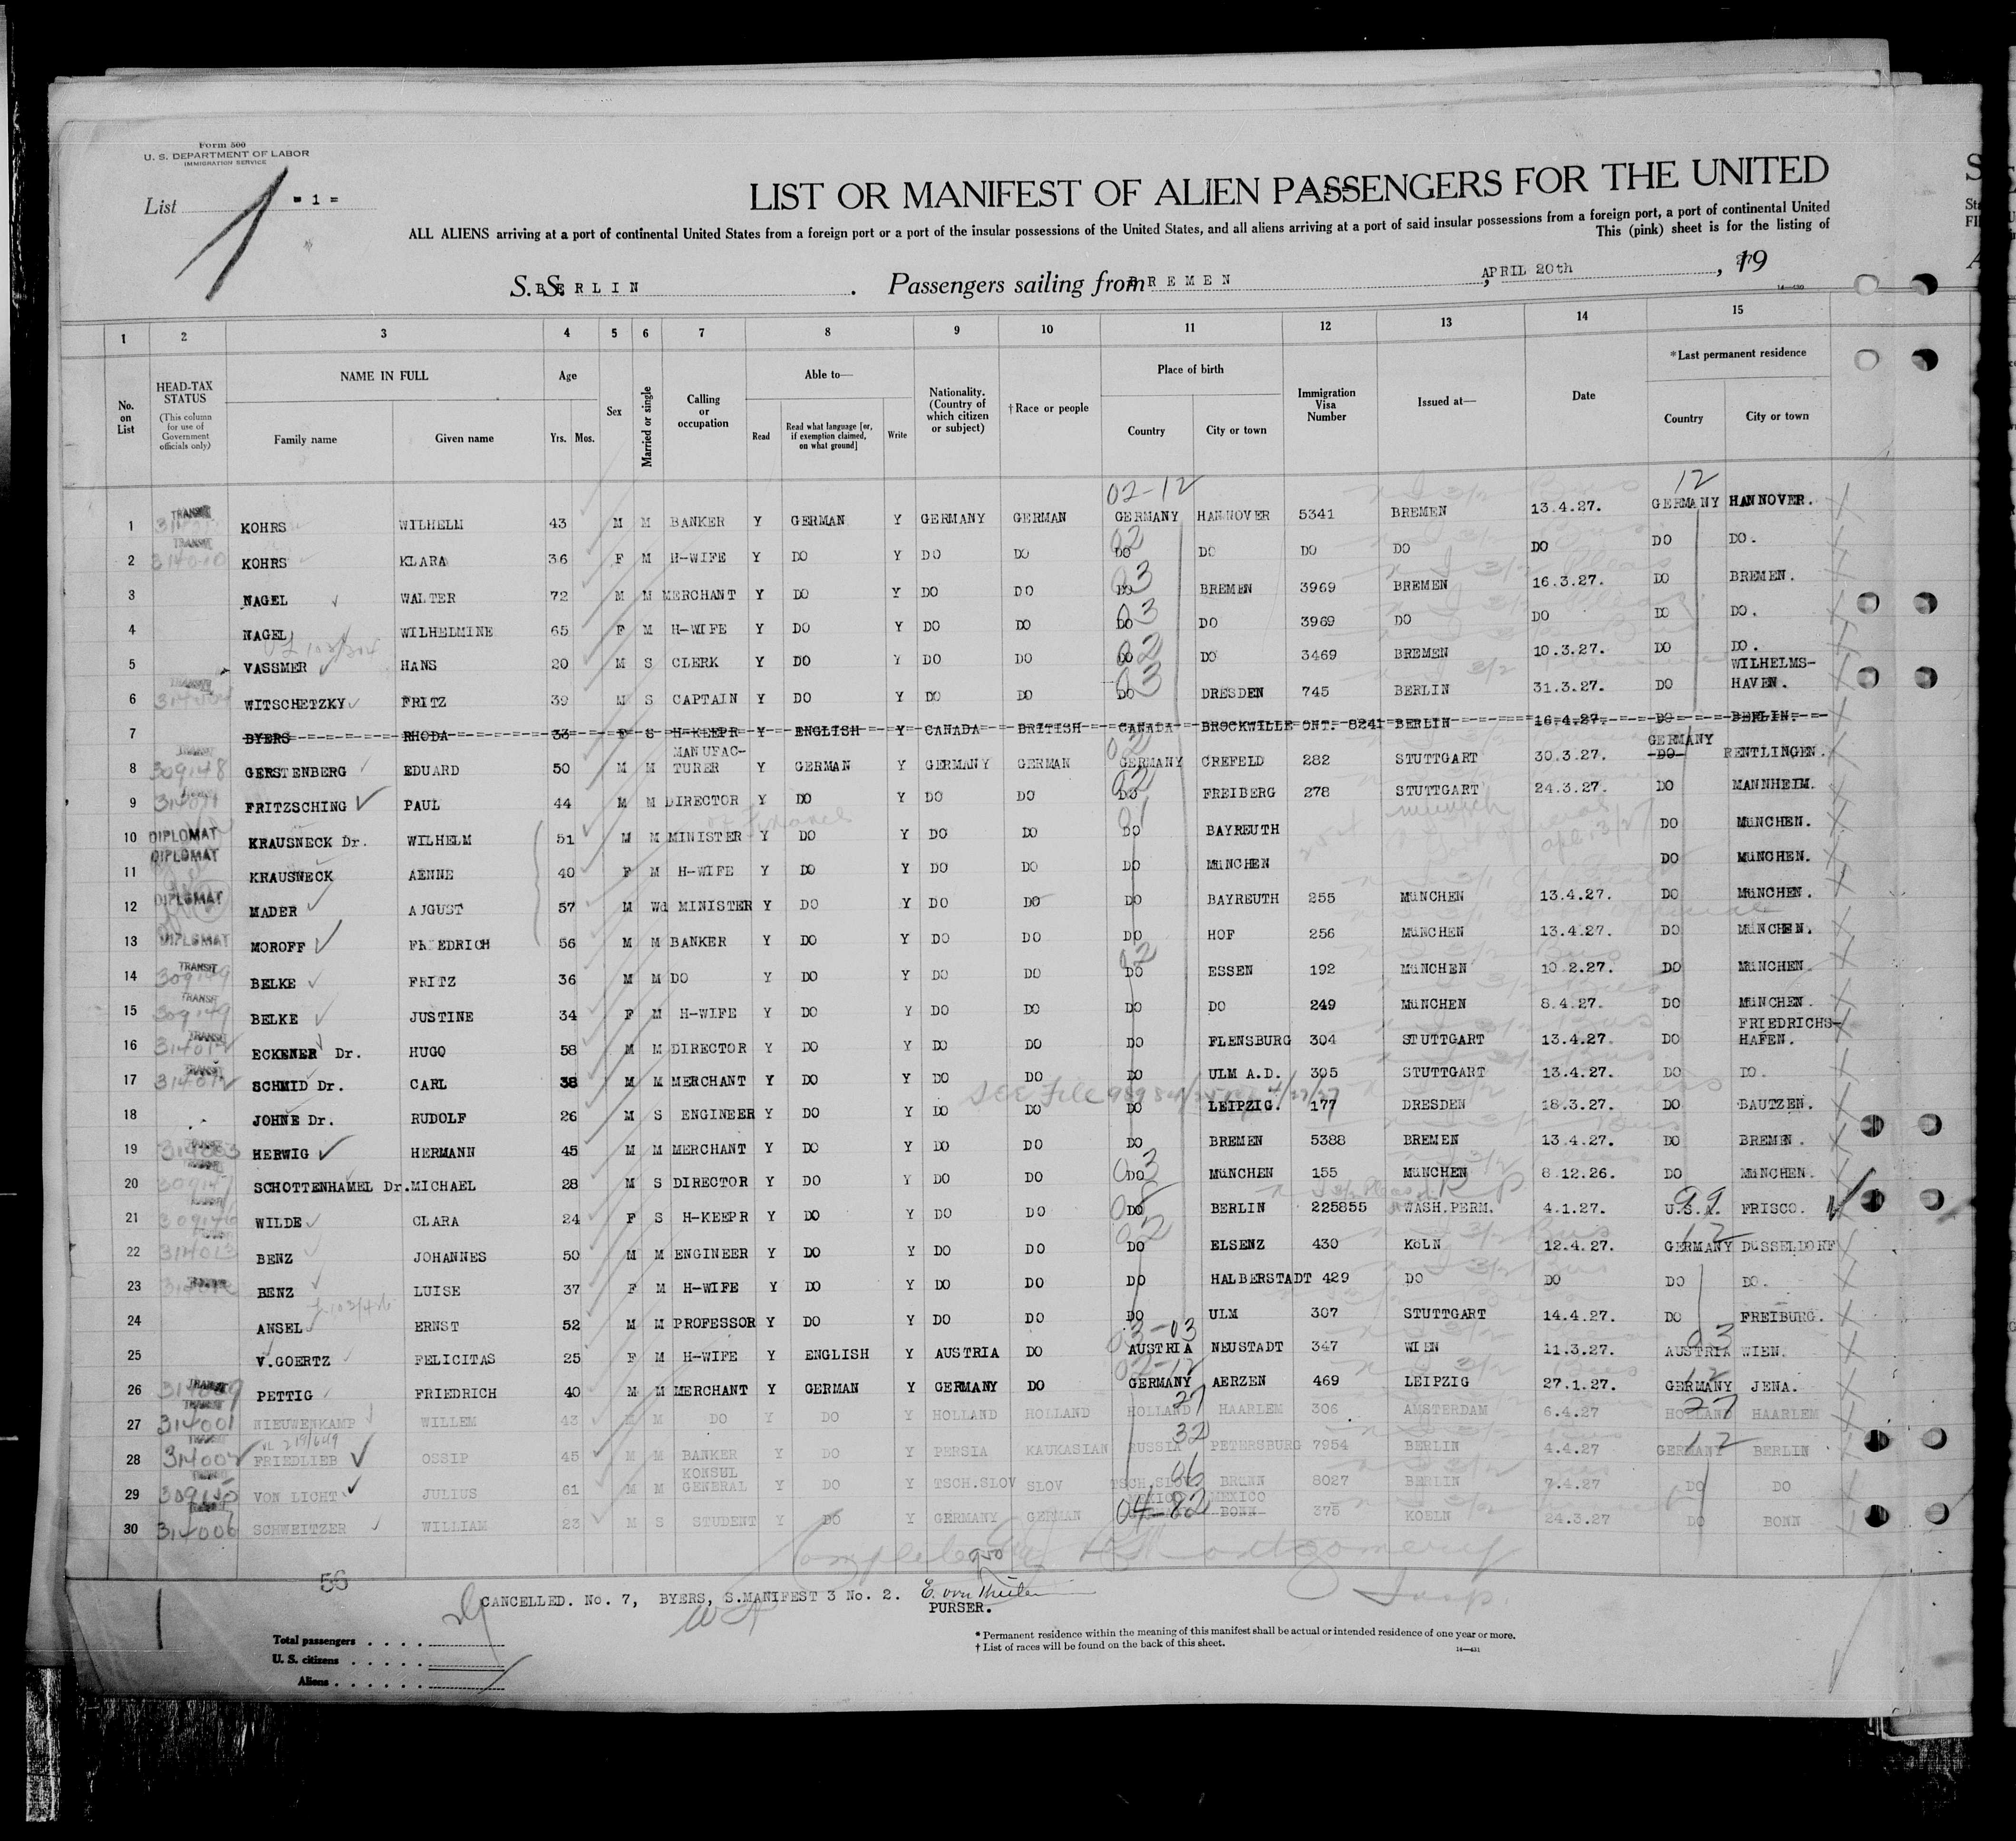 Form 500
U. S. DEPARTMENT OF LABOR
IMMIGRATION SERVICE
List 1 = 1 =
LIST OR MANIFEST OF ALIEN PASSENGERS FOR THE UNITED
ALL ALIENS arriving at a port of continental United States from a foreign port or a port of the insular possessions of the United States, and all aliens arriving at a port of said insular possessions from a foreign port, a port of continental United
This (pink) sheet is for the listing of
S. S. BERLIN . Passengers sailing from BREMEN , APRIL 20th , 19 27
14—430
1 2 3 4 5 6 7 8 9 10 11 12 13 14 15
No. on List
HEAD-TAX STATUS (This column for use of Government officials only)
NAME IN FULL Family name Given name
Age Yrs. Mos.
Sex
Married or single
Calling or occupation
Able to— Read Read what language [or, if exemption claimed, on what ground] Write
Nationality. (Country of which citizen or subject)
†Race or people
Place of birth Country City or town
Immigration Visa Number
Issued at—
Date
*Last permanent residence Country City or town
02-12 12
1 TRANSIT KOHRS WILHELM 43 M M BANKER Y GERMAN Y GERMANY GERMAN GERMANY HANNOVER 5341 BREMEN 13.4.27. GERMANY HANNOVER.
2 TRANSIT KOHRS KLARA 36 F M H-WIFE Y DO Y DO DO DO DO DO DO DO DO DO.
3 NAGEL WALTER 72 M M MERCHANT Y DO Y DO DO DO BREMEN 3969 BREMEN 16.3.27. DO BREMEN.
4 NAGEL WILHELMINE 65 F M H-WIFE Y DO Y DO DO DO DO 3969 DO DO DO DO.
5 VASSMER HANS 20 M S CLERK Y DO Y DO DO DO DO 3469 BREMEN 10.3.27. DO DO.
6 TRANSIT WITSCHETZKY FRITZ 39 M S CAPTAIN Y DO Y DO DO DO DRESDEN 745 BERLIN 31.3.27. DO WILHELMS-HAVEN.
7 BYERS RHODA 33 F S H-KEEPR Y ENGLISH Y CANADA BRITISH CANADA BROCKWILLE ONT. 8241 BERLIN 16.4.27. DO BERLIN.
8 309148 GERSTENBERG EDUARD 50 M M MANUFAC-TURER Y GERMAN Y GERMANY GERMAN GERMANY CREFELD 282 STUTTGART 30.3.27. GERMANY DO RENTLINGEN.
9 FRITZSCHING PAUL 44 M M DIRECTOR Y DO Y DO DO DO FREIBERG 278 STUTTGART 24.3.27. DO MANNHEIM.
10 DIPLOMAT KRAUSNECK Dr. WILHELM 51 M M MINISTER Y DO Y DO DO DO BAYREUTH DO MüNCHEN.
11 DIPLOMAT KRAUSNECK AENNE 40 F M H-WIFE Y DO Y DO DO DO MüNCHEN DO MüNCHEN.
12 DIPLOMAT MADER AUGUST 57 M Wd MINISTER Y DO Y DO DO DO BAYREUTH 255 MüNCHEN 13.4.27. DO MüNCHEN.
13 DIPLOMAT MOROFF FRIEDRICH 56 M M BANKER Y DO Y DO DO DO HOF 256 MüNCHEN 13.4.27. DO MüNCHEN.
14 TRANSIT 309149 BELKE FRITZ 36 M M DO Y DO Y DO DO DO ESSEN 192 MüNCHEN 10.2.27. DO MüNCHEN
15 TRANSIT 309149 BELKE JUSTINE 34 F M H-WIFE Y DO Y DO DO DO DO 249 MüNCHEN 8.4.27. DO MüNCHEN.
16 TRANSIT ECKENER Dr. HUGO 58 M M DIRECTOR Y DO Y DO DO DO FLENSBURG 304 STUTTGART 13.4.27. DO FRIEDRICHS-HAFEN.
17 TRANSIT SCHMID Dr. CARL 38 M M MERCHANT Y DO Y DO DO DO ULM A.D. 305 STUTTGART 13.4.27. DO DO.
18 JOHNE Dr. RUDOLF 26 M S ENGINEER Y DO Y DO DO DO LEIPZIG. 177 DRESDEN 18.3.27. DO BAUTZEN.
19 HERWIG HERMANN 45 M M MERCHANT Y DO Y DO DO DO BREMEN 5388 BREMEN 13.4.27. DO BREMEN.
20 SCHOTTENHAMEL Dr. MICHAEL 28 M S DIRECTOR Y DO Y DO DO DO MüNCHEN 155 MüNCHEN 8.12.26. DO MüNCHEN.
21 WILDE CLARA 24 F S H-KEEPR Y DO Y DO DO DO BERLIN 225855 WASH.PERM. 4.1.27. U.S.A. FRISCO.
22 BENZ JOHANNES 50 M M ENGINEER Y DO Y DO DO DO ELSENZ 430 KöLN 12.4.27. GERMANY DUSSELDORF
23 BENZ LUISE 37 F M H-WIFE Y DO Y DO DO DO HALBERSTADT 429 DO DO DO DO.
24 ANSEL ERNST 52 M M PROFESSOR Y DO Y DO DO DO ULM 307 STUTTGART 14.4.27. DO FREIBURG.
25 V.GOERTZ FELICITAS 25 F M H-WIFE Y ENGLISH Y AUSTRIA DO AUSTRIA NEUSTADT 347 WIEN 11.3.27. AUSTRIA WIEN.
26 TRANSIT PETTIG FRIEDRICH 40 M M MERCHANT Y GERMAN Y GERMANY DO GERMANY AERZEN 469 LEIPZIG 27.1.27. GERMANY JENA.
27 314001 NIEUWENKAMP WILLEM 43 M M DO Y DO Y HOLLAND HOLLAND HOLLAND HAARLEM 306 AMSTERDAM 6.4.27 HOLLAND HAARLEM
28 314002 FRIEDLIEB OSSIP 45 M M BANKER Y DO Y PERSIA KAUKASIAN RUSSIA PETERSBURG 7954 BERLIN 4.4.27 GERMANY BERLIN
29 309150 VON LICHT JULIUS 61 M M KONSUL GENERAL Y DO Y TSCH.SLOV SLOV TSCH.SLOV BRUNN 8027 BERLIN 7.4.27 DO DO
30 314006 SCHWEITZER WILLIAM 23 M S STUDENT Y DO Y GERMANY GERMAN MEXICO MEXICO BONN 375 KOELN 24.3.27 DO BONN
56
CANCELLED. No. 7, BYERS, S.MANIFEST 3 No. 2.
PURSER.
Insp.
Total passengers
U. S. citizens
Aliens
* Permanent residence within the meaning of this manifest shall be actual or intended residence of one year or more.
† List of races will be found on the back of this sheet.
14—431